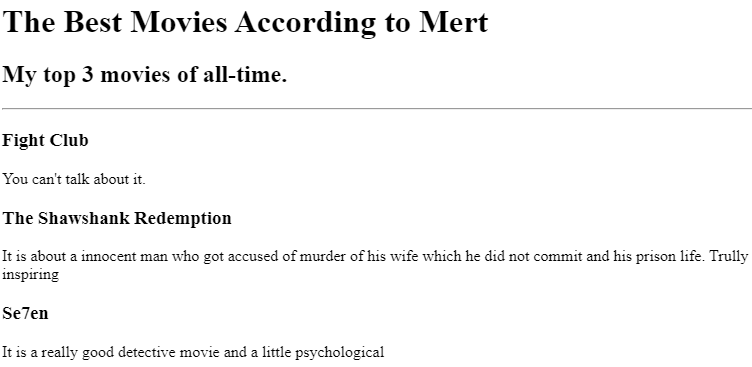 The Best Movies According to Mert
My top 3 movies of all-time.
Fight Club
You can't talk about it.
The Shawshank Redemption
It is about a innocent man who got accused of murder of his wife which he did not commit and his prison life. Trully
inspiring
Se7en
It is a really good detective movie and a little psychological